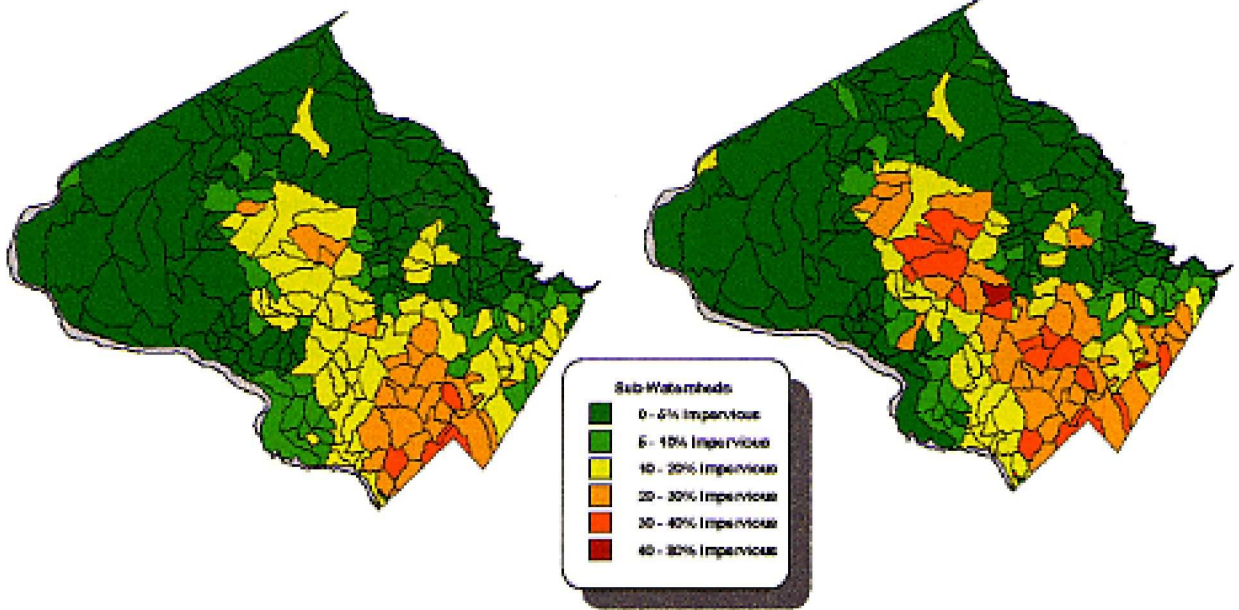 Sub-Watersheds
0 - 5% Impervious
5 - 10% Impervious
10 - 20% Impervious
20 - 30% Impervious
30 - 40% Impervious
40 - 80% Impervious